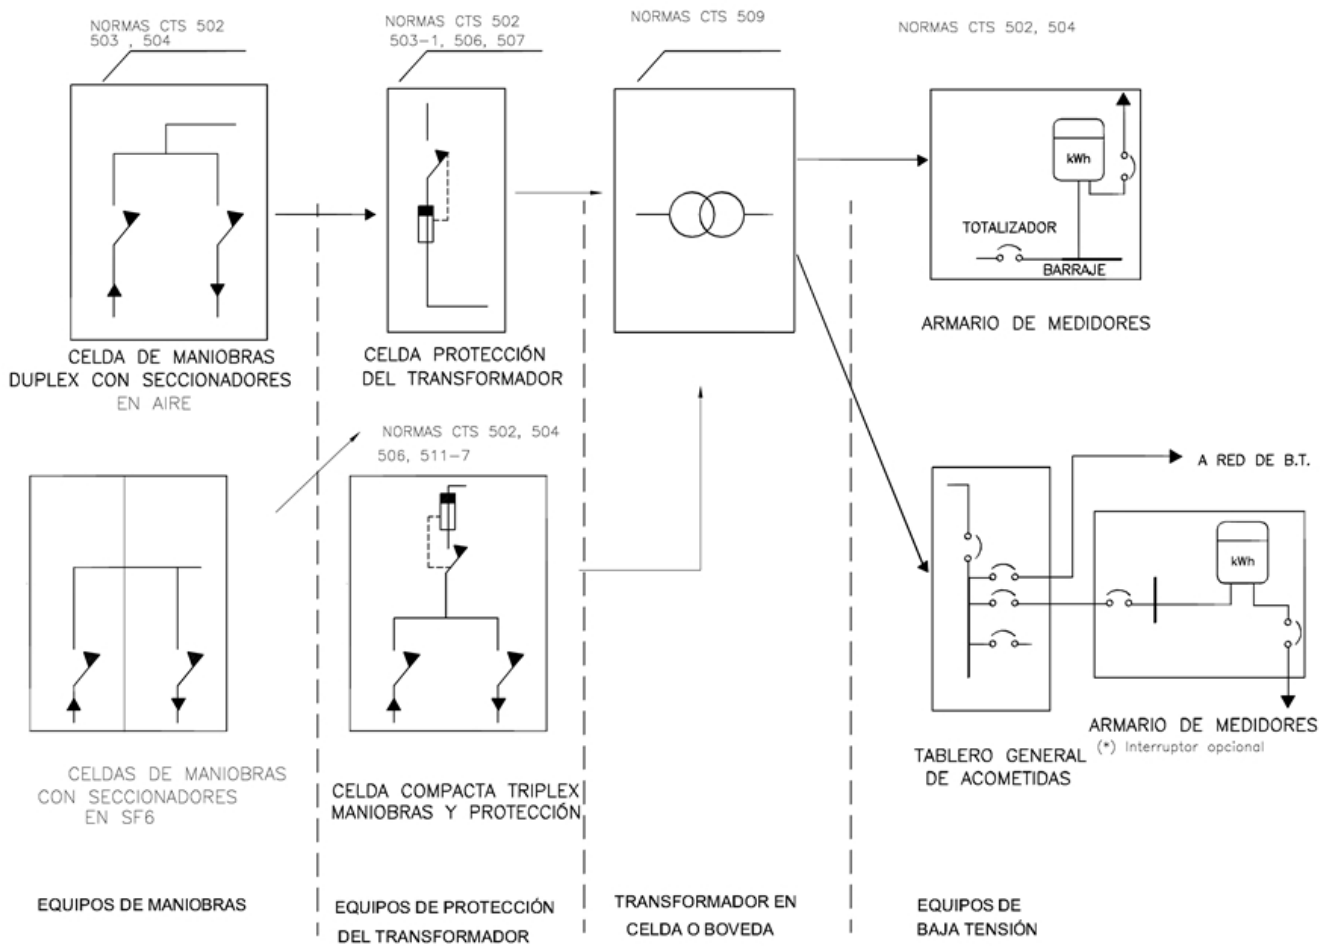 NORMAS CTS 502
503 , 504
NORMAS CTS 502
503-1, 506, 507
NORMAS CTS 509
NORMAS CTS 502, 504
kWh
TOTALIZADOR
BARRAJE
CELDA DE MANIOBRAS
DUPLEX CON SECCIONADORES
EN AIRE
CELDA PROTECCIÓN
DEL TRANSFORMADOR
ARMARIO DE MEDIDORES
NORMAS CTS 502, 504
506, 511-7
A RED DE B.T.
kWh
CELDAS DE MANIOBRAS
CON SECCIONADORES
EN SF6
CELDA COMPACTA TRIPLEX
MANIOBRAS Y PROTECCIÓN
TABLERO GENERAL
DE ACOMETIDAS
ARMARIO DE MEDIDORES
(*) Interruptor opcional
EQUIPOS DE MANIOBRAS
EQUIPOS DE PROTECCIÓN
DEL TRANSFORMADOR
TRANSFORMADOR EN
CELDA O BOVEDA
EQUIPOS DE
BAJA TENSIÓN